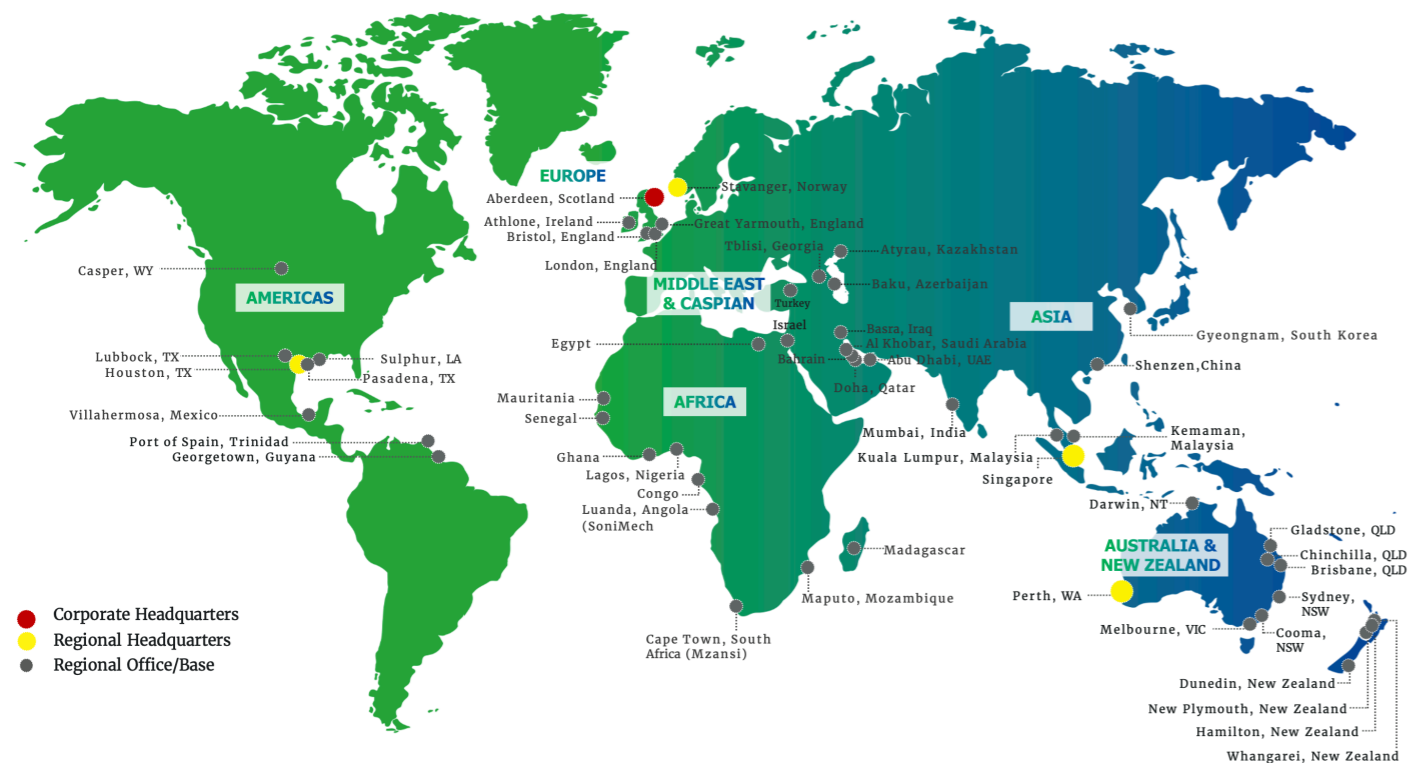 EUROPE
Aberdeen, Scotland
Stavanger, Norway
Athlone, Ireland
Great Yarmouth, England
Bristol, England
London, England
Tblisi, Georgia
Atyrau, Kazakhstan
Baku, Azerbaijan
MIDDLE EAST
& CASPIAN
Turkey
Israel
Egypt
Basra, Iraq
Al Khobar, Saudi Arabia
Bahrain
Abu Dhabi, UAE
Doha, Qatar
Casper, WY
AMERICAS
Lubbock, TX
Houston, TX
Sulphur, LA
Pasadena, TX
Villahermosa, Mexico
Port of Spain, Trinidad
Georgetown, Guyana
AFRICA
Mauritania
Senegal
Ghana
Lagos, Nigeria
Congo
Luanda, Angola
(SoniMech
Madagascar
Maputo, Mozambique
Cape Town, South
Africa (Mzansi)
ASIA
Gyeongnam, South Korea
Shenzen,China
Mumbai, India
Kuala Lumpur, Malaysia
Kemaman,
Malaysia
Singapore
Darwin, NT
AUSTRALIA &
NEW ZEALAND
Gladstone, QLD
Chinchilla, QLD
Brisbane, QLD
Perth, WA
Sydney,
NSW
Melbourne, VIC
Cooma,
NSW
Dunedin, New Zealand
New Plymouth, New Zealand
Hamilton, New Zealand
Whangarei, New Zealand
Corporate Headquarters
Regional Headquarters
Regional Office/Base